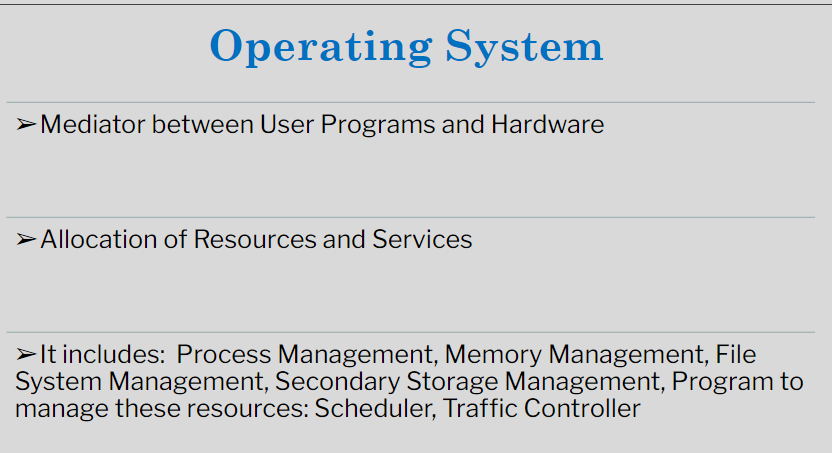 Operating System
➢Mediator between User Programs and Hardware
➢Allocation of Resources and Services
➢It includes: Process Management, Memory Management, File
System Management, Secondary Storage Management, Program to
manage these resources: Scheduler, Traffic Controller